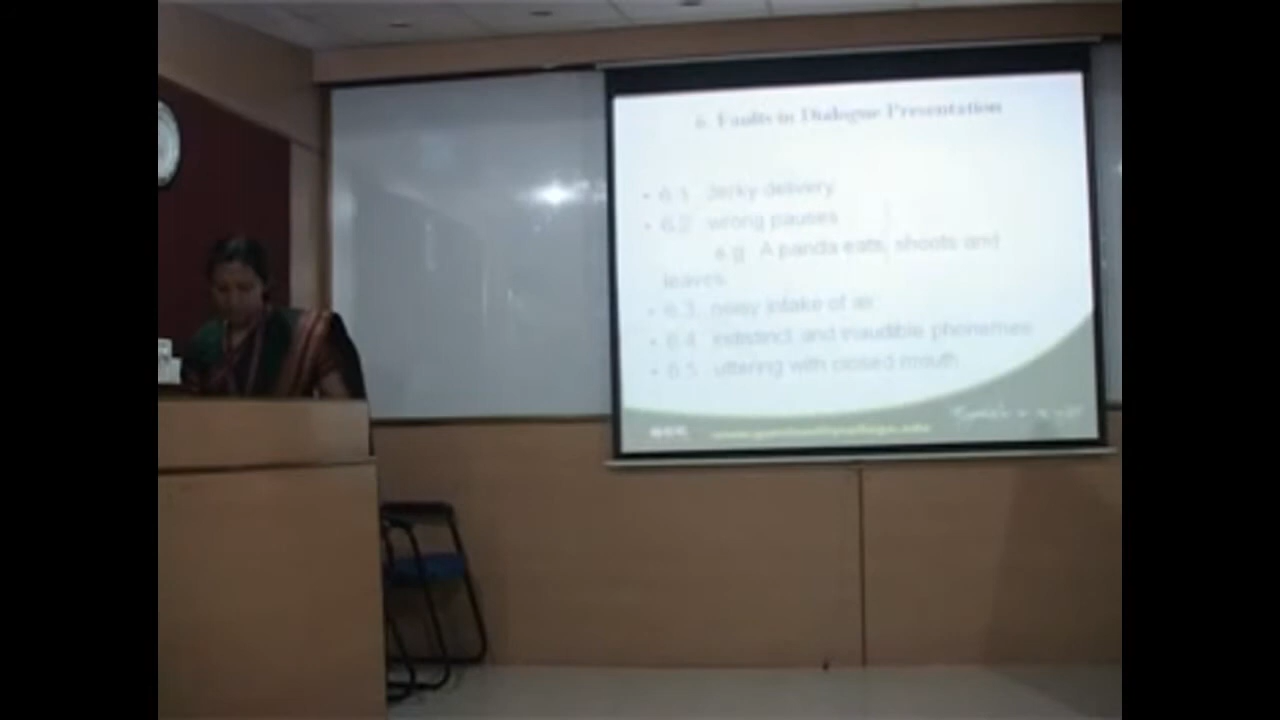 6. Faults in Dialogue Presentation
• 6.1. Jerky delivery
• 6.2. wrong pauses
e.g. A panda eats, shoots and
leaves
• 6.3. noisy intake of air
• 6.4. indistinct and inaudible phonemes
• 6.5. uttering with closed mouth